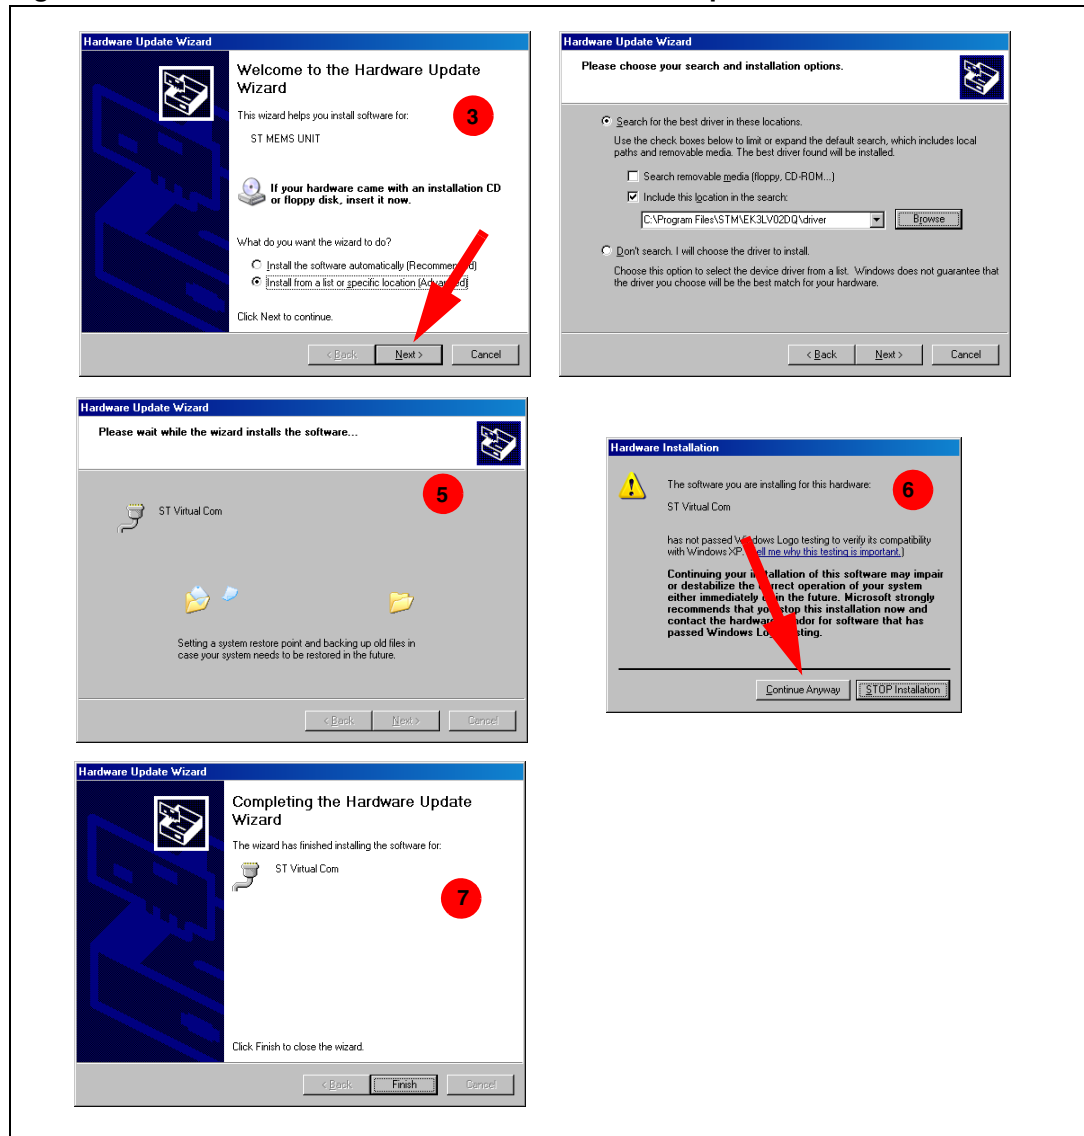 Hardware Update Wizard
Welcome to the Hardware Update
Wizard
This wizard helps you install software for:
3
ST MEMS UNIT
If your hardware came with an installation CD
or floppy disk, insert it now.
What do you want the wizard to do?
Install the software automatically (Recommended)
Install from a list or specific location (Advanced)
Click Next to continue.
< Back
Next >
Cancel
Hardware Update Wizard
Please choose your search and installation options.
Search for the best driver in these locations.
Use the check boxes below to limit or expand the default search, which includes local
paths and removable media. The best driver found will be installed.
Search removable media (floppy, CD-ROM...)
Include this location in the search:
C:\Program Files\STM\EK3LV02DQ\driver
Browse
Don't search. I will choose the driver to install.
Choose this option to select the device driver from a list. Windows does not guarantee that
the driver you choose will be the best match for your hardware.
< Back
Next >
Cancel
Hardware Update Wizard
Please wait while the wizard installs the software...
5
ST Virtual Com
Setting a system restore point and backing up old files in
case your system needs to be restored in the future.
< Back
Next >
Cancel
Hardware Installation
The software you are installing for this hardware:
6
ST Virtual Com
has not passed Windows Logo testing to verify its compatibility
with Windows XP. (Tell me why this testing is important.)
Continuing your installation of this software may impair
or destabilize the correct operation of your system
either immediately or in the future. Microsoft strongly
recommends that you stop this installation now and
contact the hardware vendor for software that has
passed Windows Logo testing.
Continue Anyway
STOP Installation
Hardware Update Wizard
Completing the Hardware Update
Wizard
The wizard has finished installing the software for:
ST Virtual Com
7
Click Finish to close the wizard.
< Back
Finish
Cancel